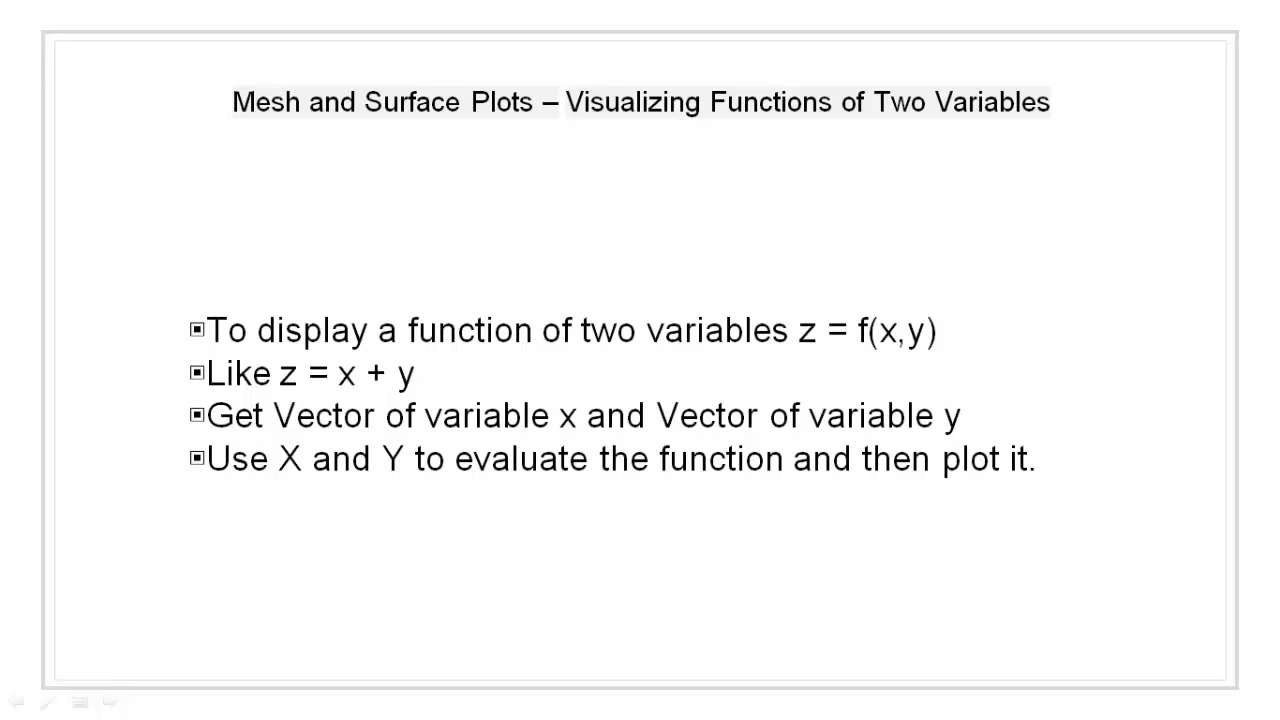 Mesh and Surface Plots – Visualizing Functions of Two Variables
To display a function of two variables z = f(x,y)
Like z = x + y
Get Vector of variable x and Vector of variable y
Use X and Y to evaluate the function and then plot it.